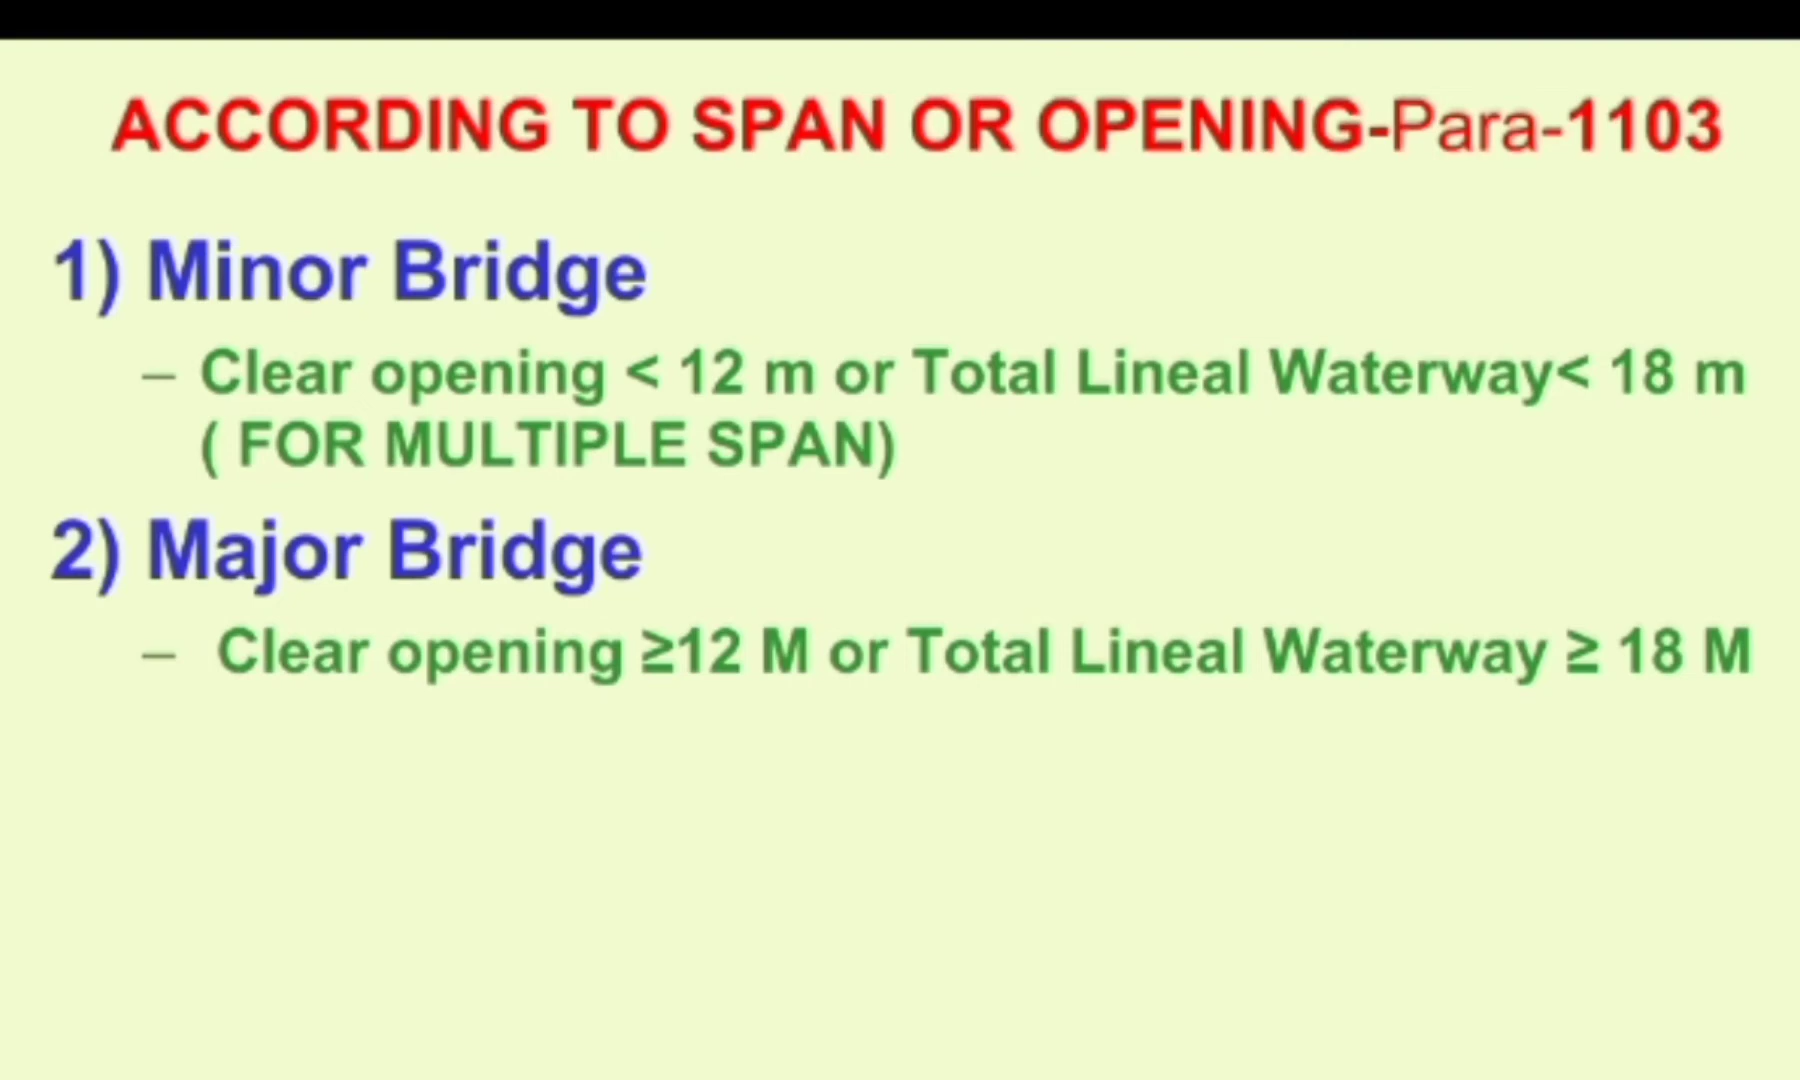 ACCORDING TO SPAN OR OPENING-Para-1103
1) Minor Bridge
– Clear opening < 12 m or Total Lineal Waterway< 18 m
( FOR MULTIPLE SPAN)
2) Major Bridge
– Clear opening ≥12 M or Total Lineal Waterway ≥ 18 M